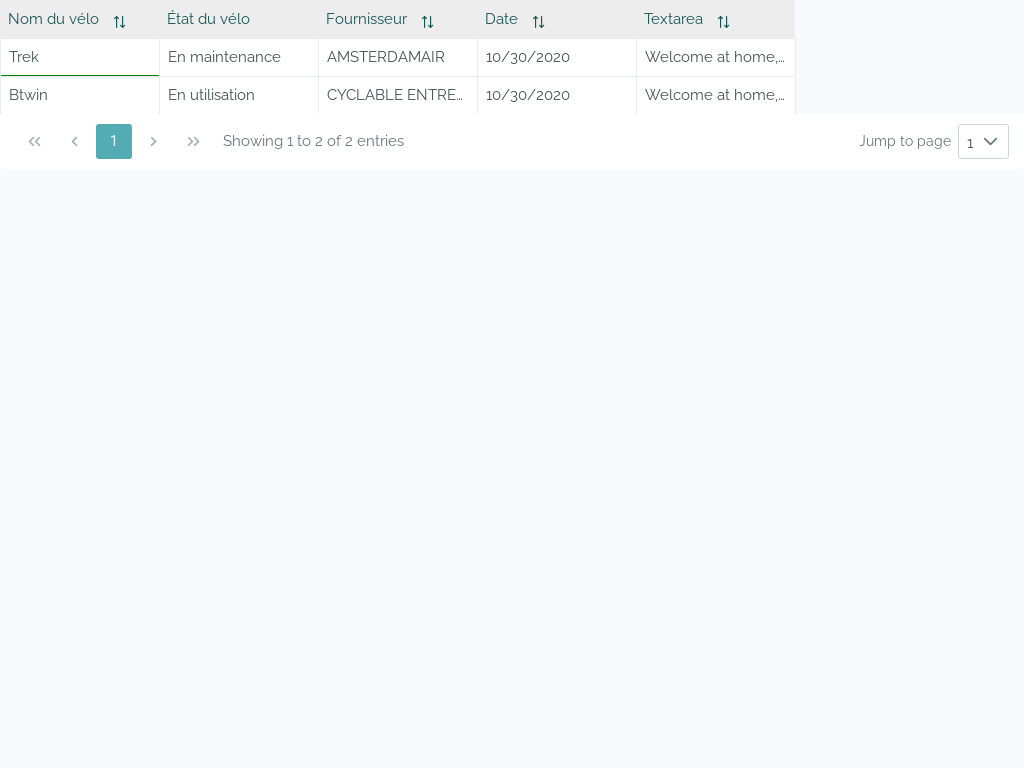 Nom du vélo État du vélo Fournisseur Date Textarea
Trek En maintenance AMSTERDAMAIR 10/30/2020 Welcome at home,...
Btwin En utilisation CYCLABLE ENTRE... 10/30/2020 Welcome at home,...
1 Showing 1 to 2 of 2 entries Jump to page 1